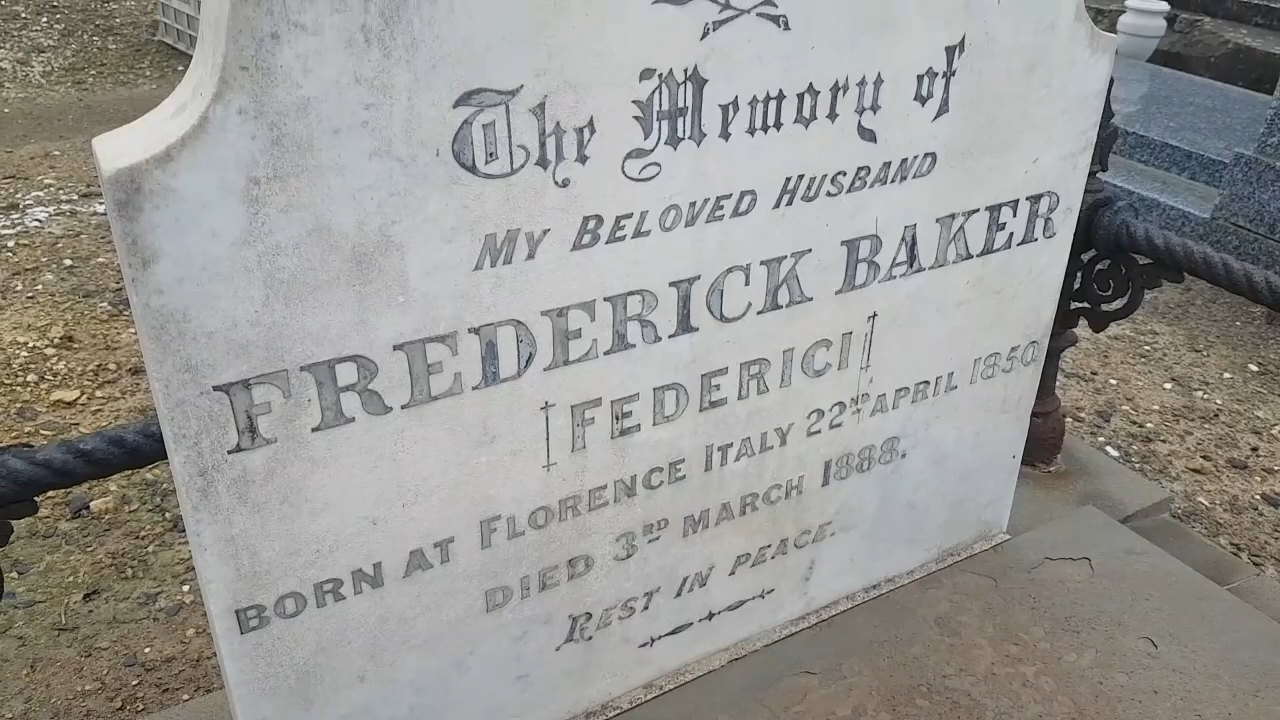 The Memory of
MY BELOVED HUSBAND
FREDERICK BAKER
[FEDERICI]
BORN AT FLORENCE ITALY 22ND APRIL 1850
DIED 3RD MARCH 1888.
REST IN PEACE.